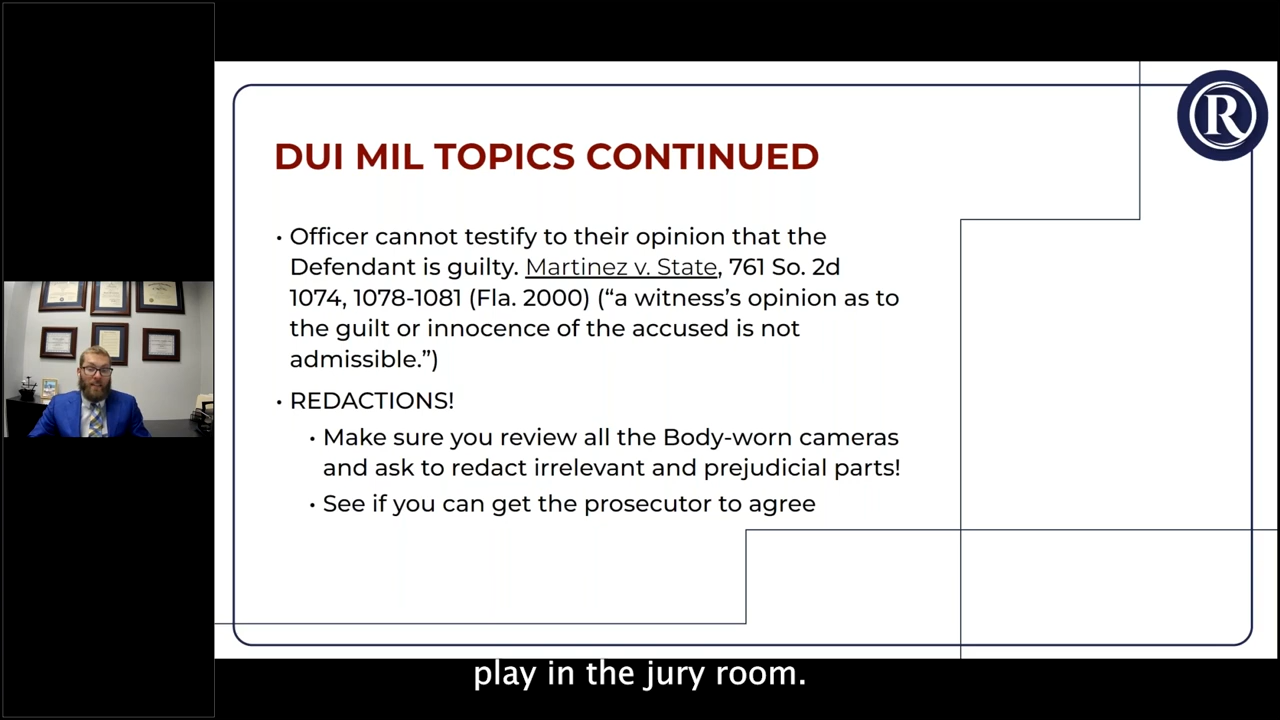 R
DUI MIL TOPICS CONTINUED
• Officer cannot testify to their opinion that the
Defendant is guilty. Martinez v. State, 761 So. 2d
1074, 1078-1081 (Fla. 2000) (“a witness’s opinion as to
the guilt or innocence of the accused is not
admissible.”)
• REDACTIONS!
• Make sure you review all the Body-worn cameras
and ask to redact irrelevant and prejudicial parts!
• See if you can get the prosecutor to agree
play in the jury room.